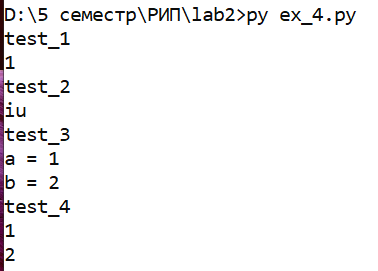 D:\5 семестр\РИП\lab2>py ex_4.py
test_1
1
test_2
iu
test_3
a = 1
b = 2
test_4
1
2